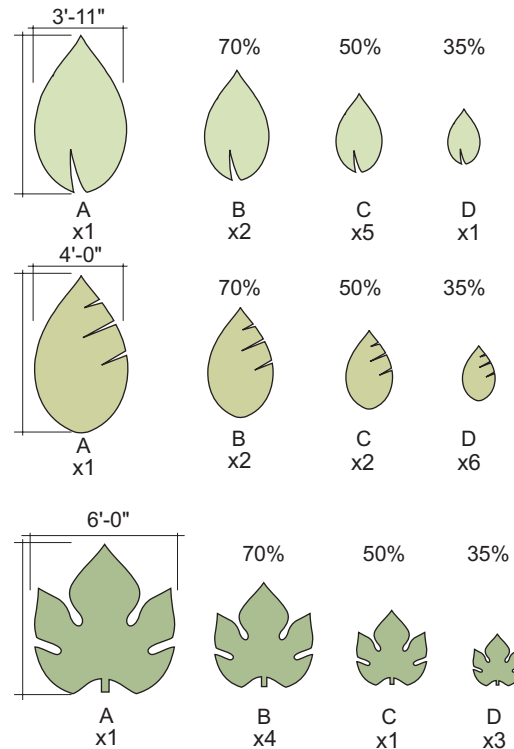 3'-11"
70% 50% 35%
A B C D
x1 x2 x5 x1
4'-0"
70% 50% 35%
A B C D
x1 x2 x2 x6
6'-0"
70% 50% 35%
A B C D
x1 x4 x1 x3